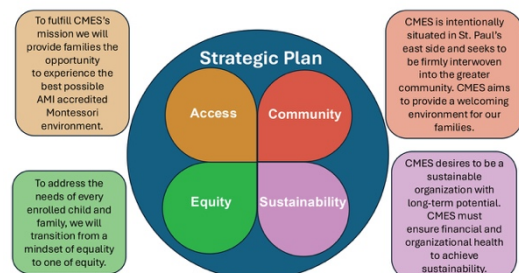 To fulfill CMES's
mission we will
provide families the
opportunity
to experience the
best possible
AMI accredited
Montessori
environment.
Strategic Plan
CMES is intentionally
situated in St. Paul's
east side and seeks to
be firmly interwoven
into the greater
community. CMES aims
to provide a welcoming
environment for our
families.
Access
Community
Equity
Sustainability
To address the
needs of every
enrolled child and
family, we will
transition from a
mindset of equality
to one of equity.
CMES desires to be a
sustainable
organization with
long-term potential.
CMES must
ensure financial and
organizational health
to achieve
sustainability.